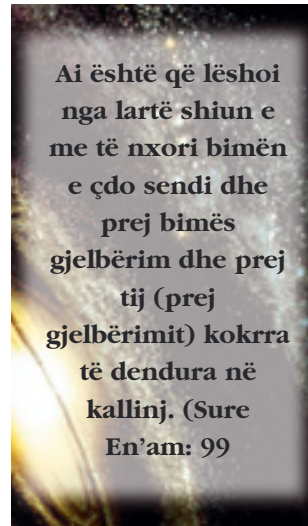 Ai është që lëshoi
nga lartë shiun e
me të nxori bimën
e çdo sendi dhe
prej bimës
gjelbërim dhe prej
tij (prej
gjelbërimit) kokrra
të dendura në
kallinj. (Sure
En’am: 99